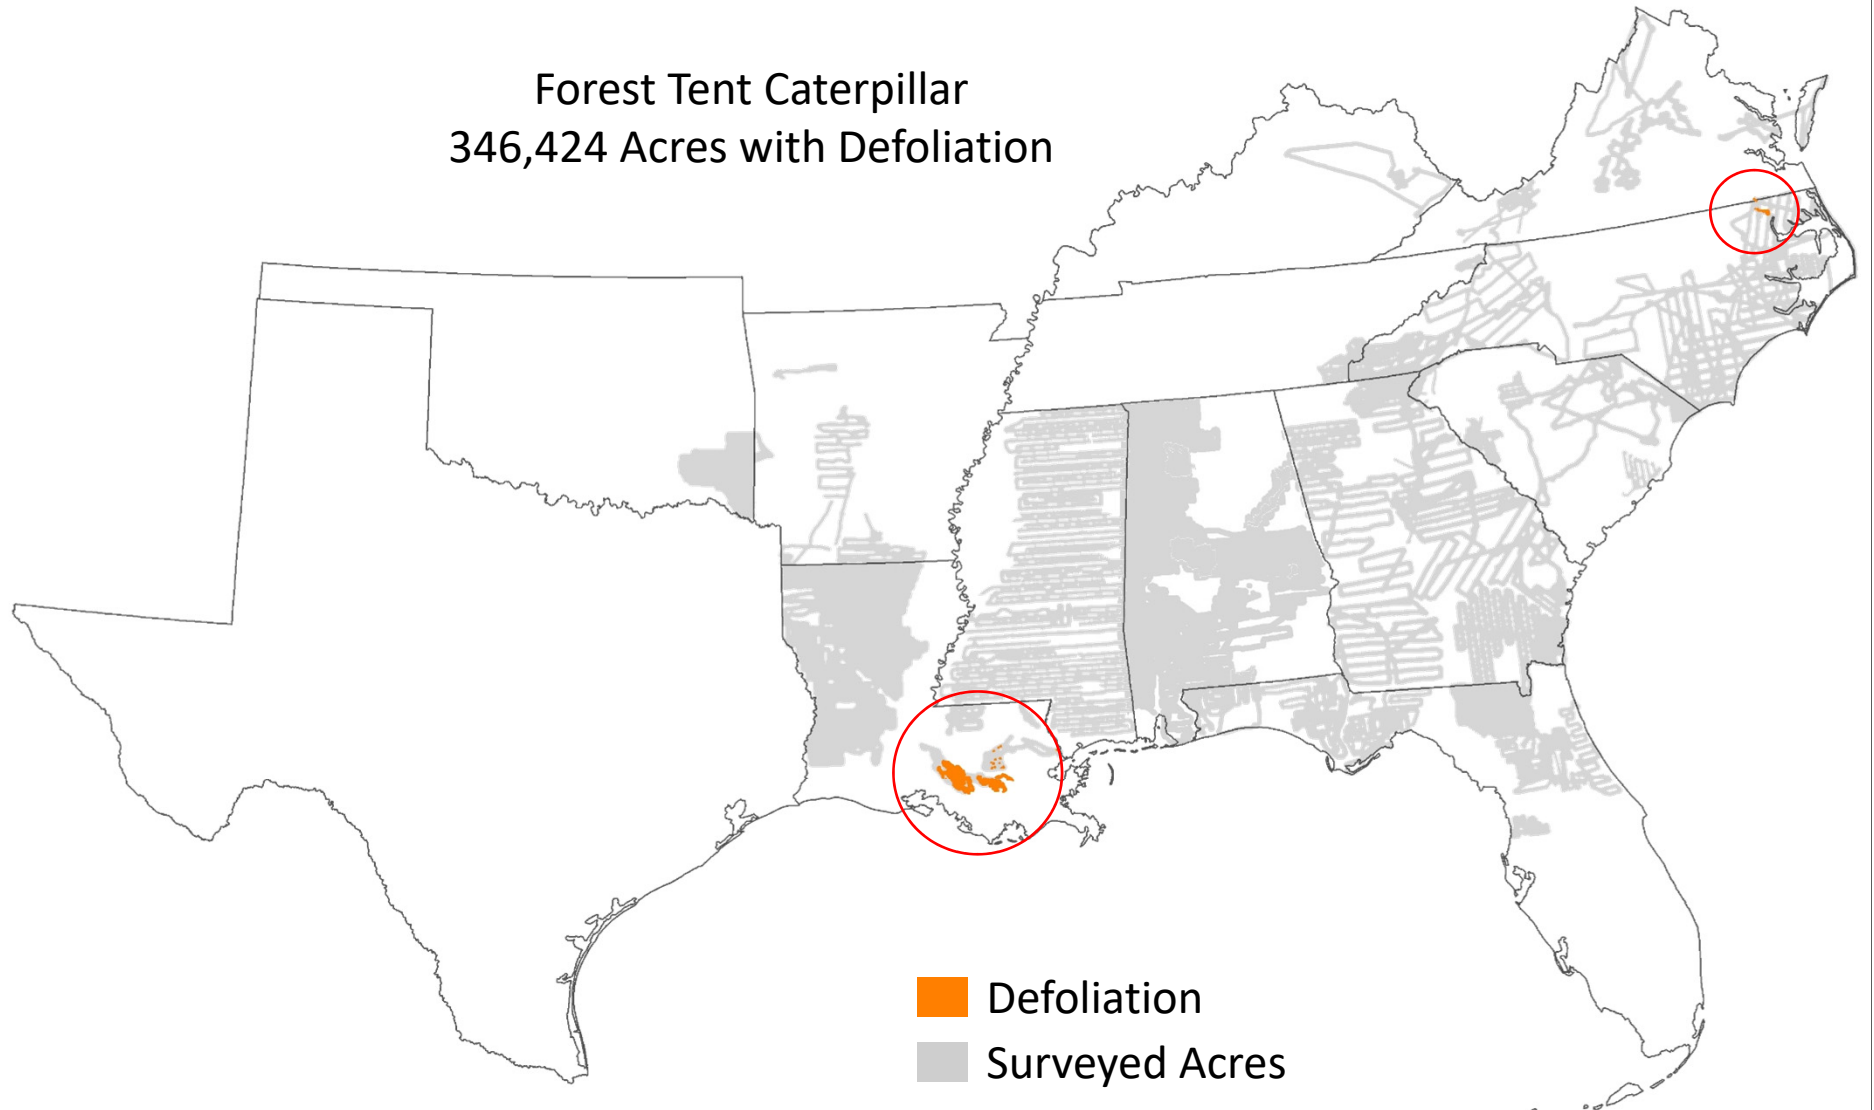 Forest Tent Caterpillar
346,424 Acres with Defoliation
Defoliation
Surveyed Acres